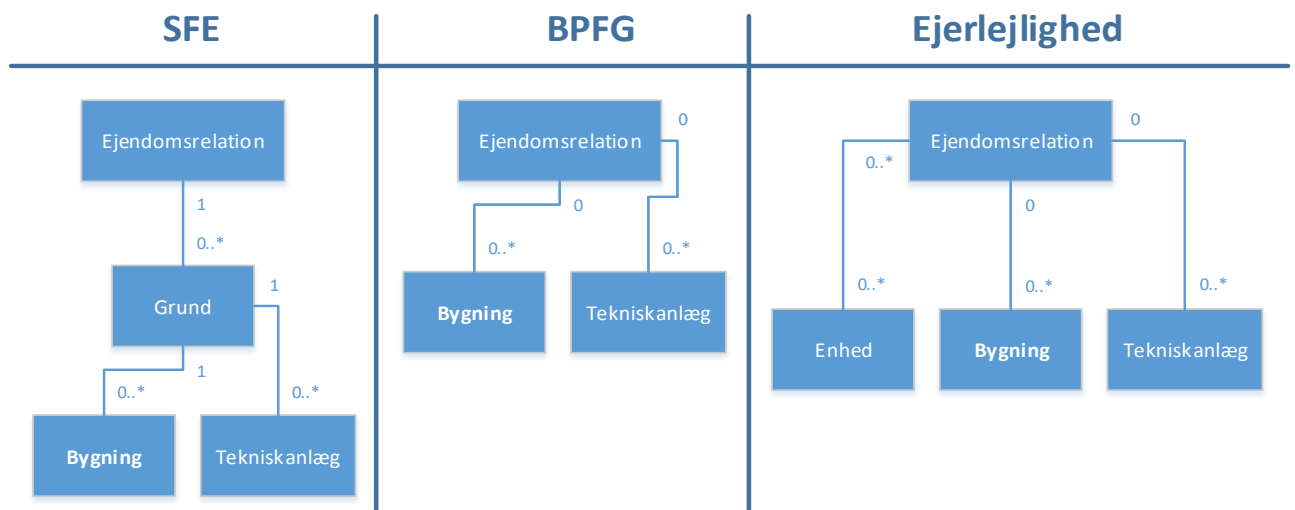 SFE
Ejendomsrelation
1
0..*
Grund
1
1
0..*
0..*
Bygning
Tekniskanlæg
BPFG
Ejendomsrelation
0
0
0..*
0..*
Bygning
Tekniskanlæg
Ejerlejlighed
Ejendomsrelation
0..*
0
0
0..*
0..*
0..*
Enhed
Bygning
Tekniskanlæg